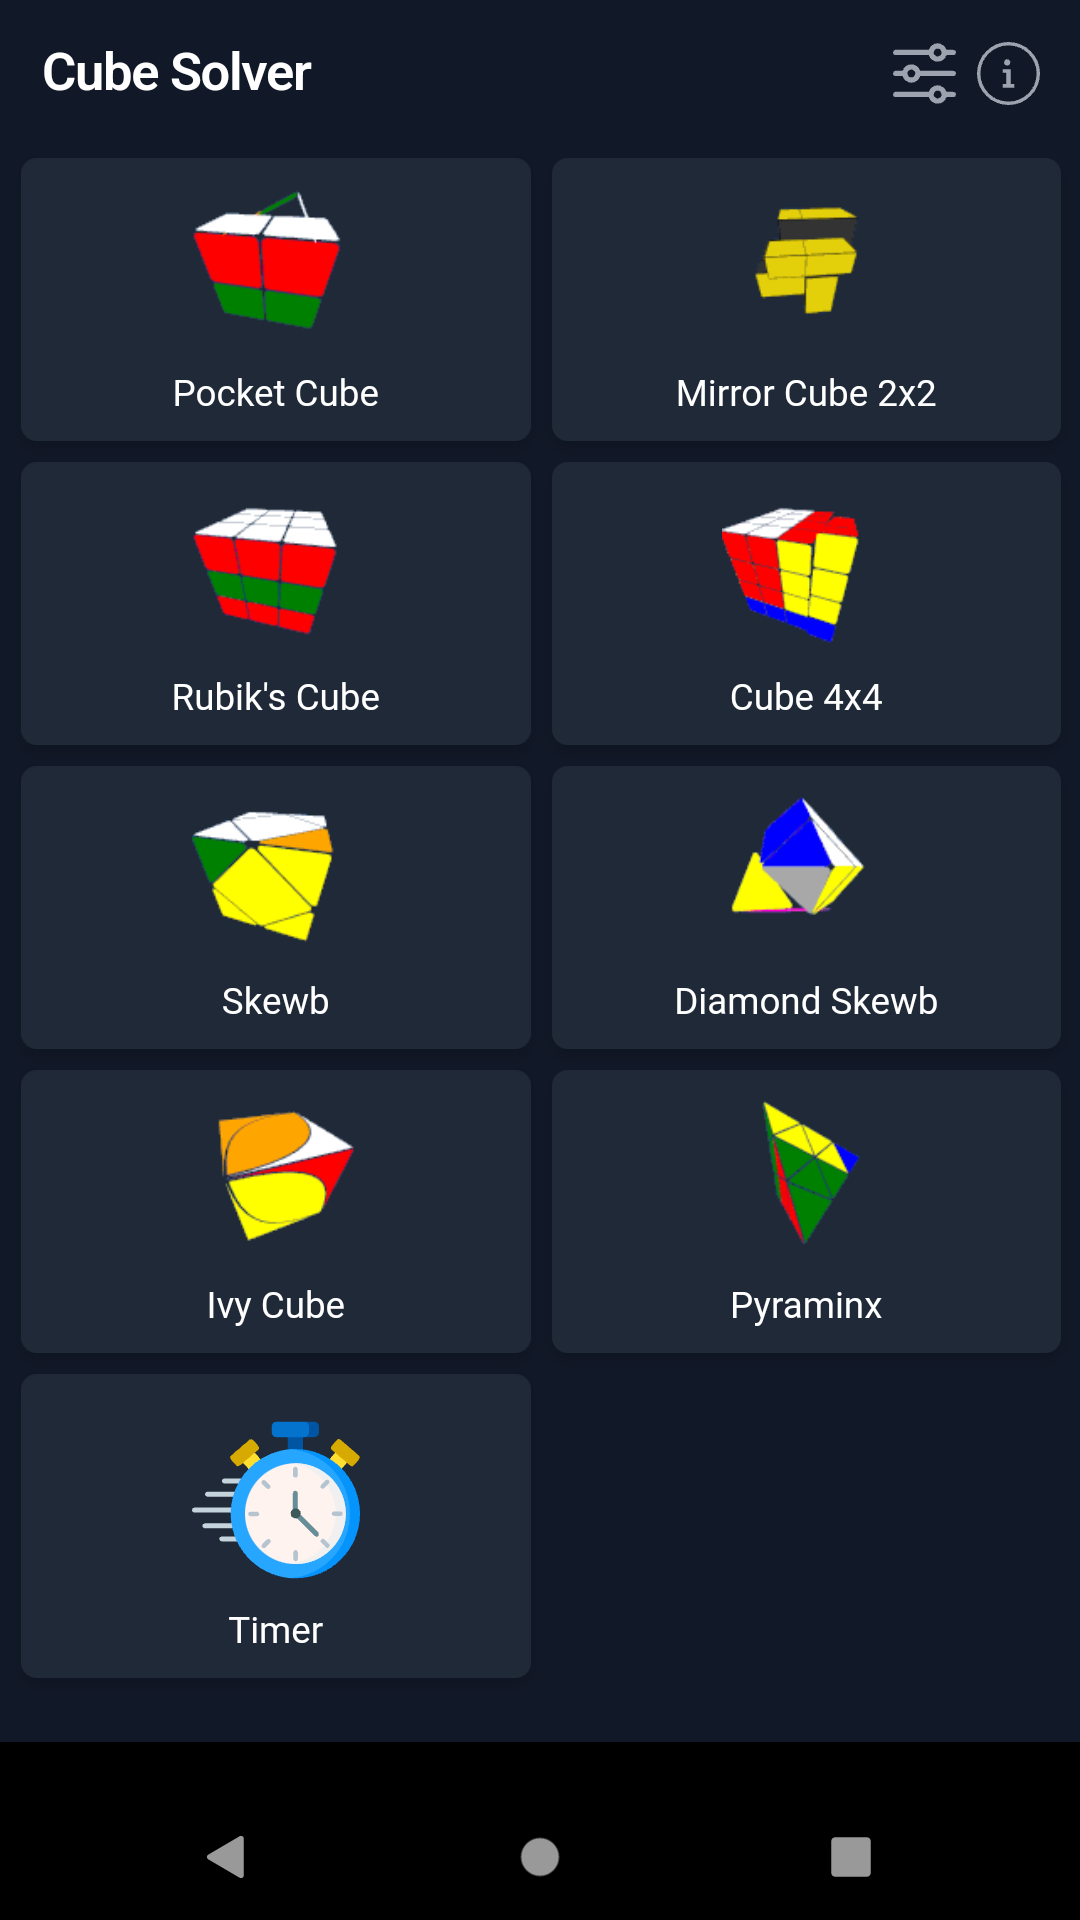 Cube Solver
Pocket Cube
Mirror Cube 2x2
Rubik's Cube
Cube 4x4
Skewb
Diamond Skewb
Ivy Cube
Pyraminx
Timer